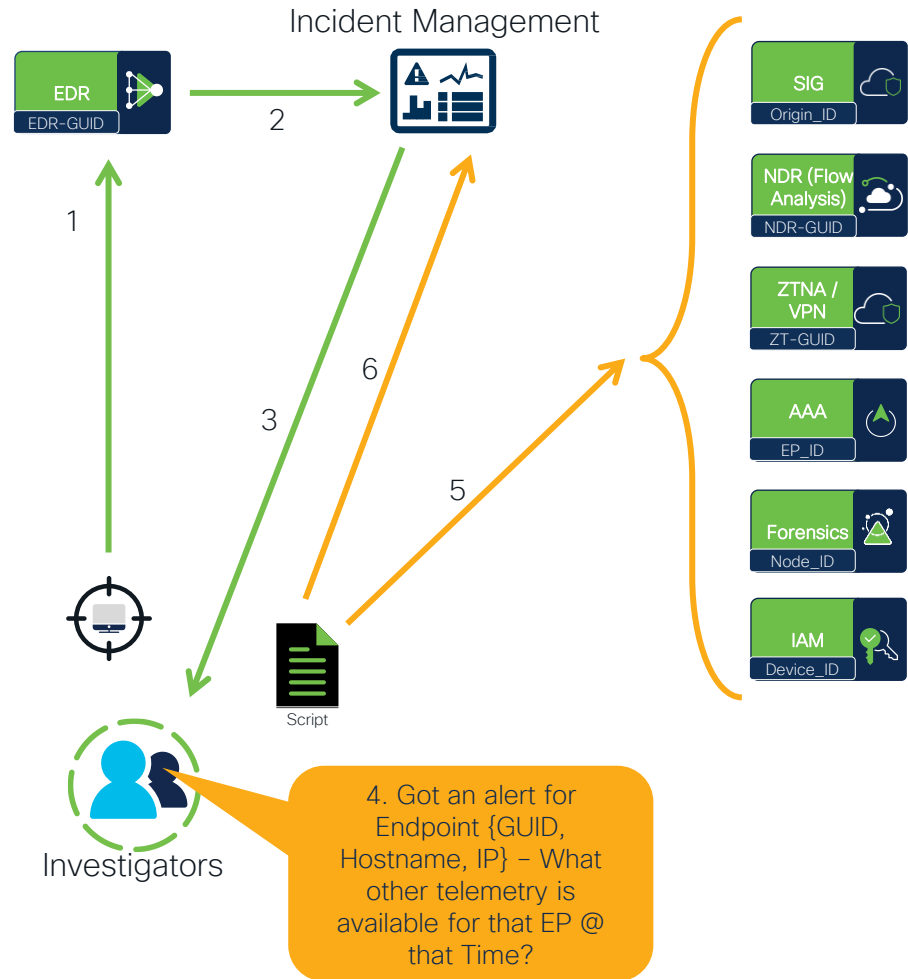 Incident Management
EDR
EDR-GUID
2
1
3
6
5
SIG
Origin_ID
NDR (Flow
Analysis)
NDR-GUID
ZTNA /
VPN
ZT-GUID
AAA
EP_ID
Forensics
Node_ID
IAM
Device_ID
Script
Investigators
4. Got an alert for
Endpoint {GUID,
Hostname, IP} – What
other telemetry is
available for that EP @
that Time?